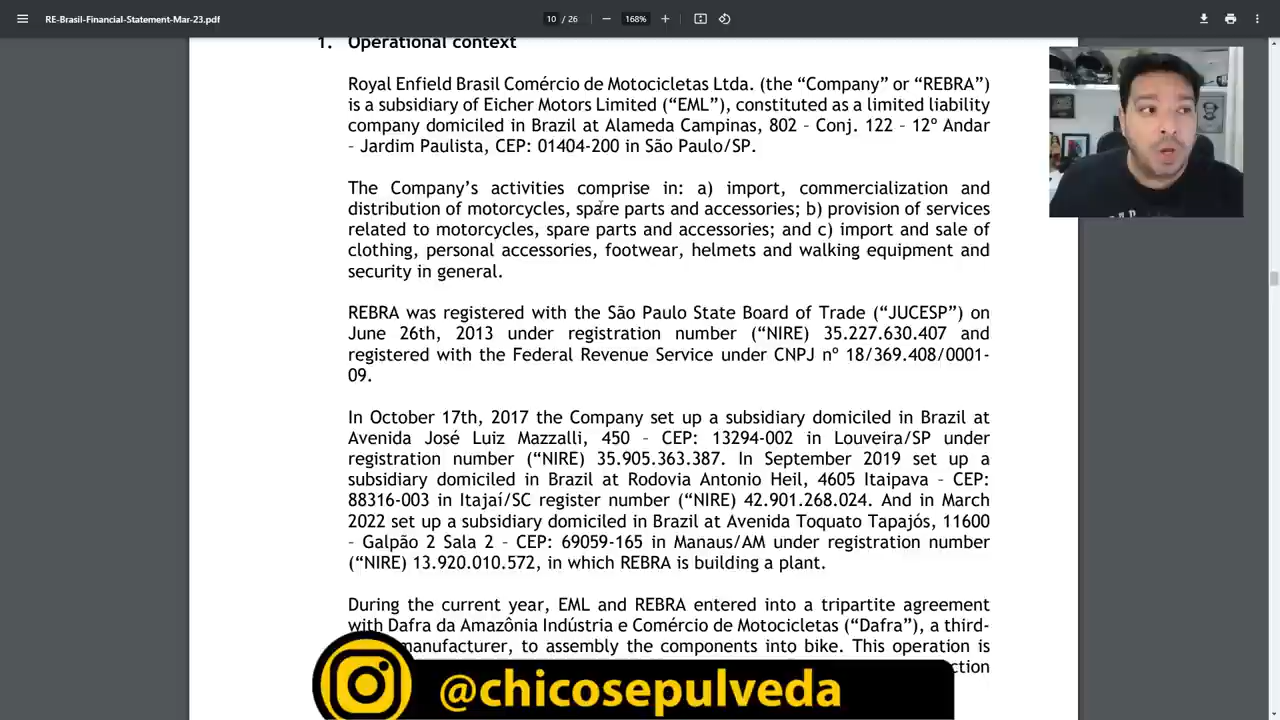 RE-Brasil-Financial-Statement-Mar-23.pdf
10 / 26
168%
1. Operational context
Royal Enfield Brasil Comércio de Motocicletas Ltda. (the “Company” or “REBRA”)
is a subsidiary of Eicher Motors Limited (“EML”), constituted as a limited liability
company domiciled in Brazil at Alameda Campinas, 802 – Conj. 122 – 12º Andar
– Jardim Paulista, CEP: 01404-200 in São Paulo/SP.
The Company’s activities comprise in: a) import, commercialization and
distribution of motorcycles, spare parts and accessories; b) provision of services
related to motorcycles, spare parts and accessories; and c) import and sale of
clothing, personal accessories, footwear, helmets and walking equipment and
security in general.
REBRA was registered with the São Paulo State Board of Trade (“JUCESP”) on
June 26th, 2013 under registration number (“NIRE) 35.227.630.407 and
registered with the Federal Revenue Service under CNPJ nº 18/369.408/0001-
09.
In October 17th, 2017 the Company set up a subsidiary domiciled in Brazil at
Avenida José Luiz Mazzalli, 450 – CEP: 13294-002 in Louveira/SP under
registration number (“NIRE) 35.905.363.387. In September 2019 set up a
subsidiary domiciled in Brazil at Rodovia Antonio Heil, 4605 Itaipava – CEP:
88316-003 in Itajaí/SC register number (“NIRE) 42.901.268.024. And in March
2022 set up a subsidiary domiciled in Brazil at Avenida Toquato Tapajós, 11600
– Galpão 2 Sala 2 – CEP: 69059-165 in Manaus/AM under registration number
(“NIRE) 13.920.010.572, in which REBRA is building a plant.
During the current year, EML and REBRA entered into a tripartite agreement
with Dafra da Amazônia Indústria e Comércio de Motocicletas (“Dafra”), a third-
manufacturer, to assembly the components into bike. This operation is
@chicosepulveda